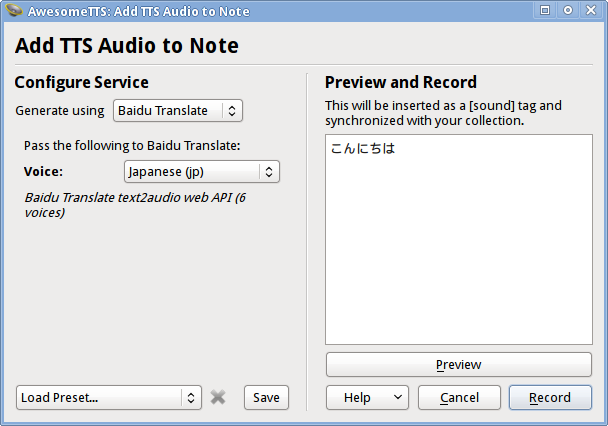 AwesomeTTS: Add TTS Audio to Note
Add TTS Audio to Note
Configure Service
Generate using Baidu Translate
Pass the following to Baidu Translate:
Voice: Japanese (jp)
Baidu Translate text2audio web API (6
voices)
Load Preset... Save
Preview and Record
This will be inserted as a [sound] tag and
synchronized with your collection.
こんにちは
Preview
Help Cancel Record